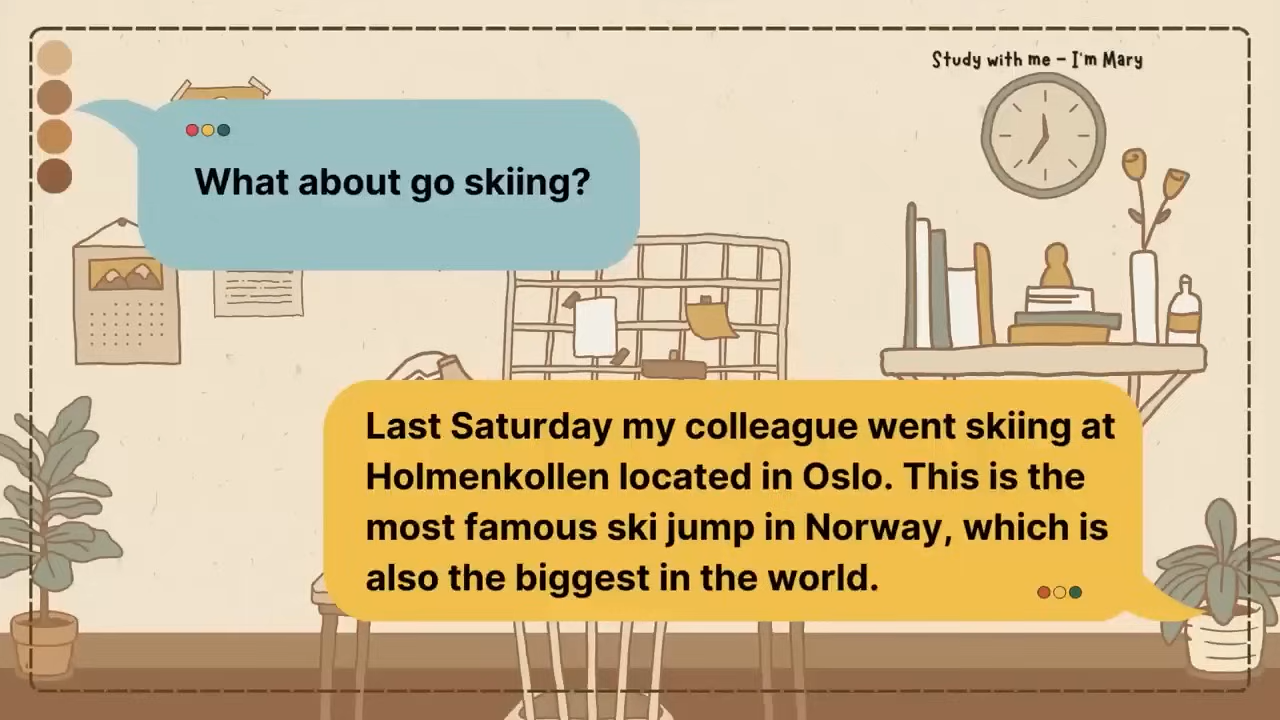 Study with me - I'm Mary
What about go skiing?
Last Saturday my colleague went skiing at
Holmenkollen located in Oslo. This is the
most famous ski jump in Norway, which is
also the biggest in the world.